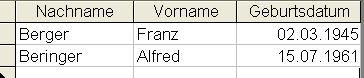 Nachname Vorname Geburtsdatum
Berger Franz 02.03.1945
Beringer Alfred 15.07.1961